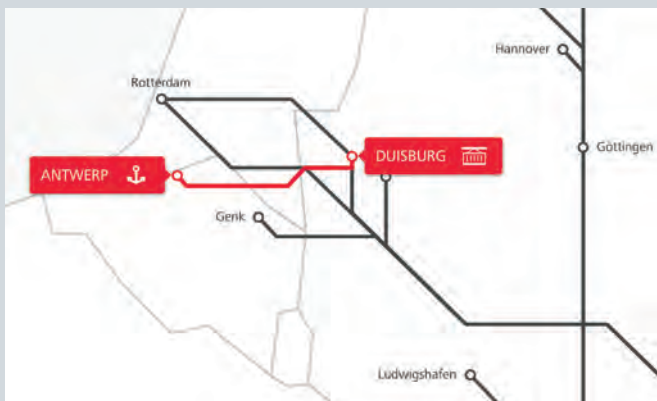 Hannover
Rotterdam
Göttingen
DUISBURG
ANTWERP
Genk
Ludwigshafen